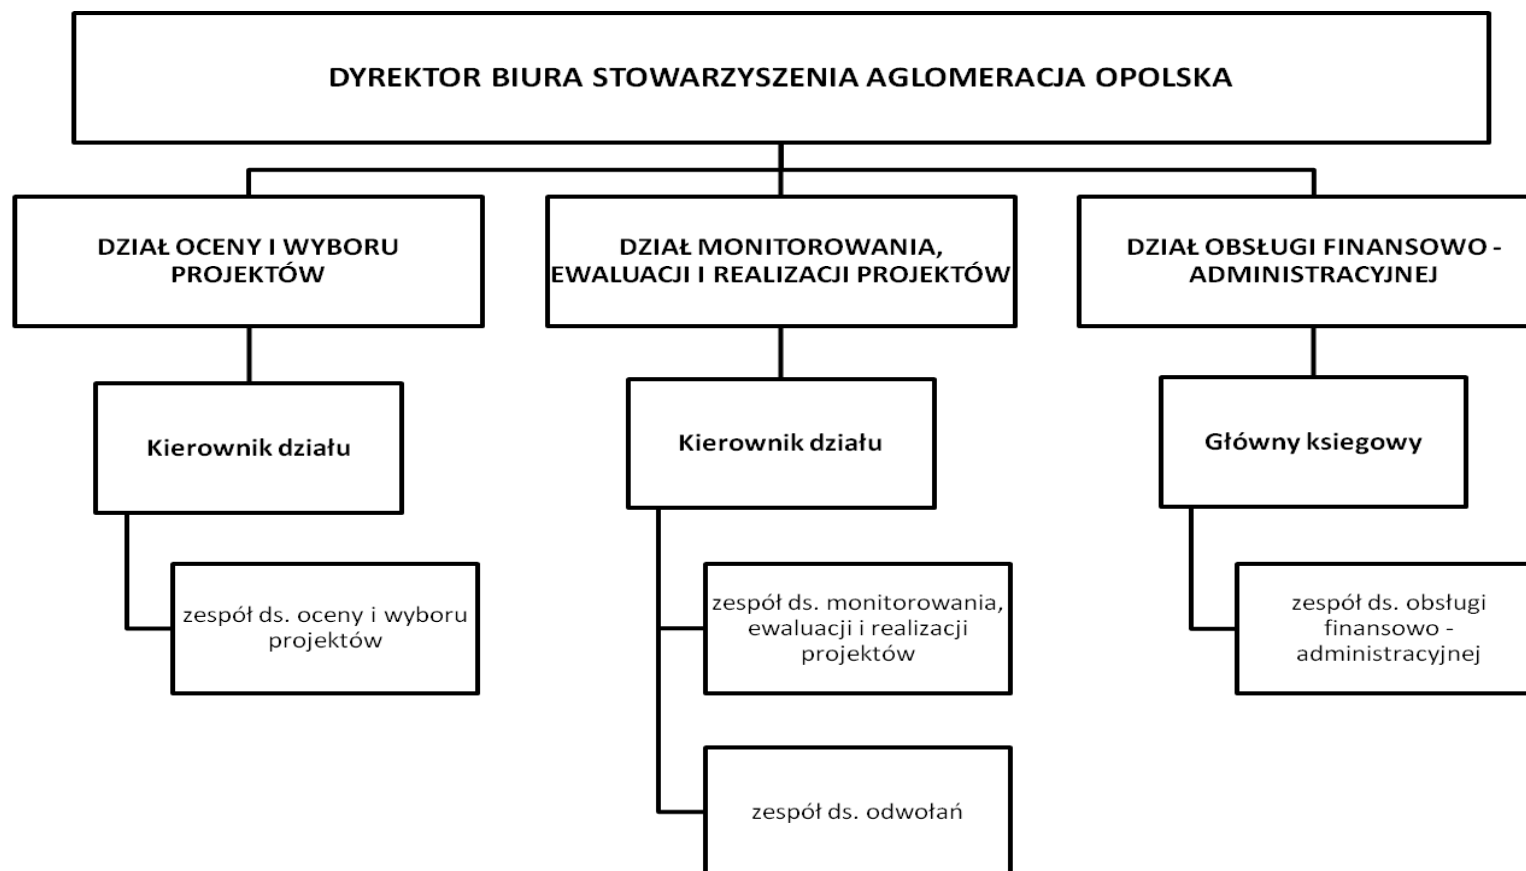 DYREKTOR BIURA STOWARZYSZENIA AGLOMERACJA OPOLSKA
DZIAŁ OCENY I WYBORU
PROJEKTÓW
DZIAŁ MONITOROWANIA,
EWALUACJI I REALIZACJI PROJEKTÓW
DZIAŁ OBSŁUGI FINANSOWO -
ADMINISTRACYJNEJ
Kierownik działu
Kierownik działu
Główny ksiegowy
zespół ds. oceny i wyboru
projektów
zespół ds. monitorowania,
ewaluacji i realizacji
projektów
zespół ds. obsługi
finansowo -
administracyjnej
zespół ds. odwołań